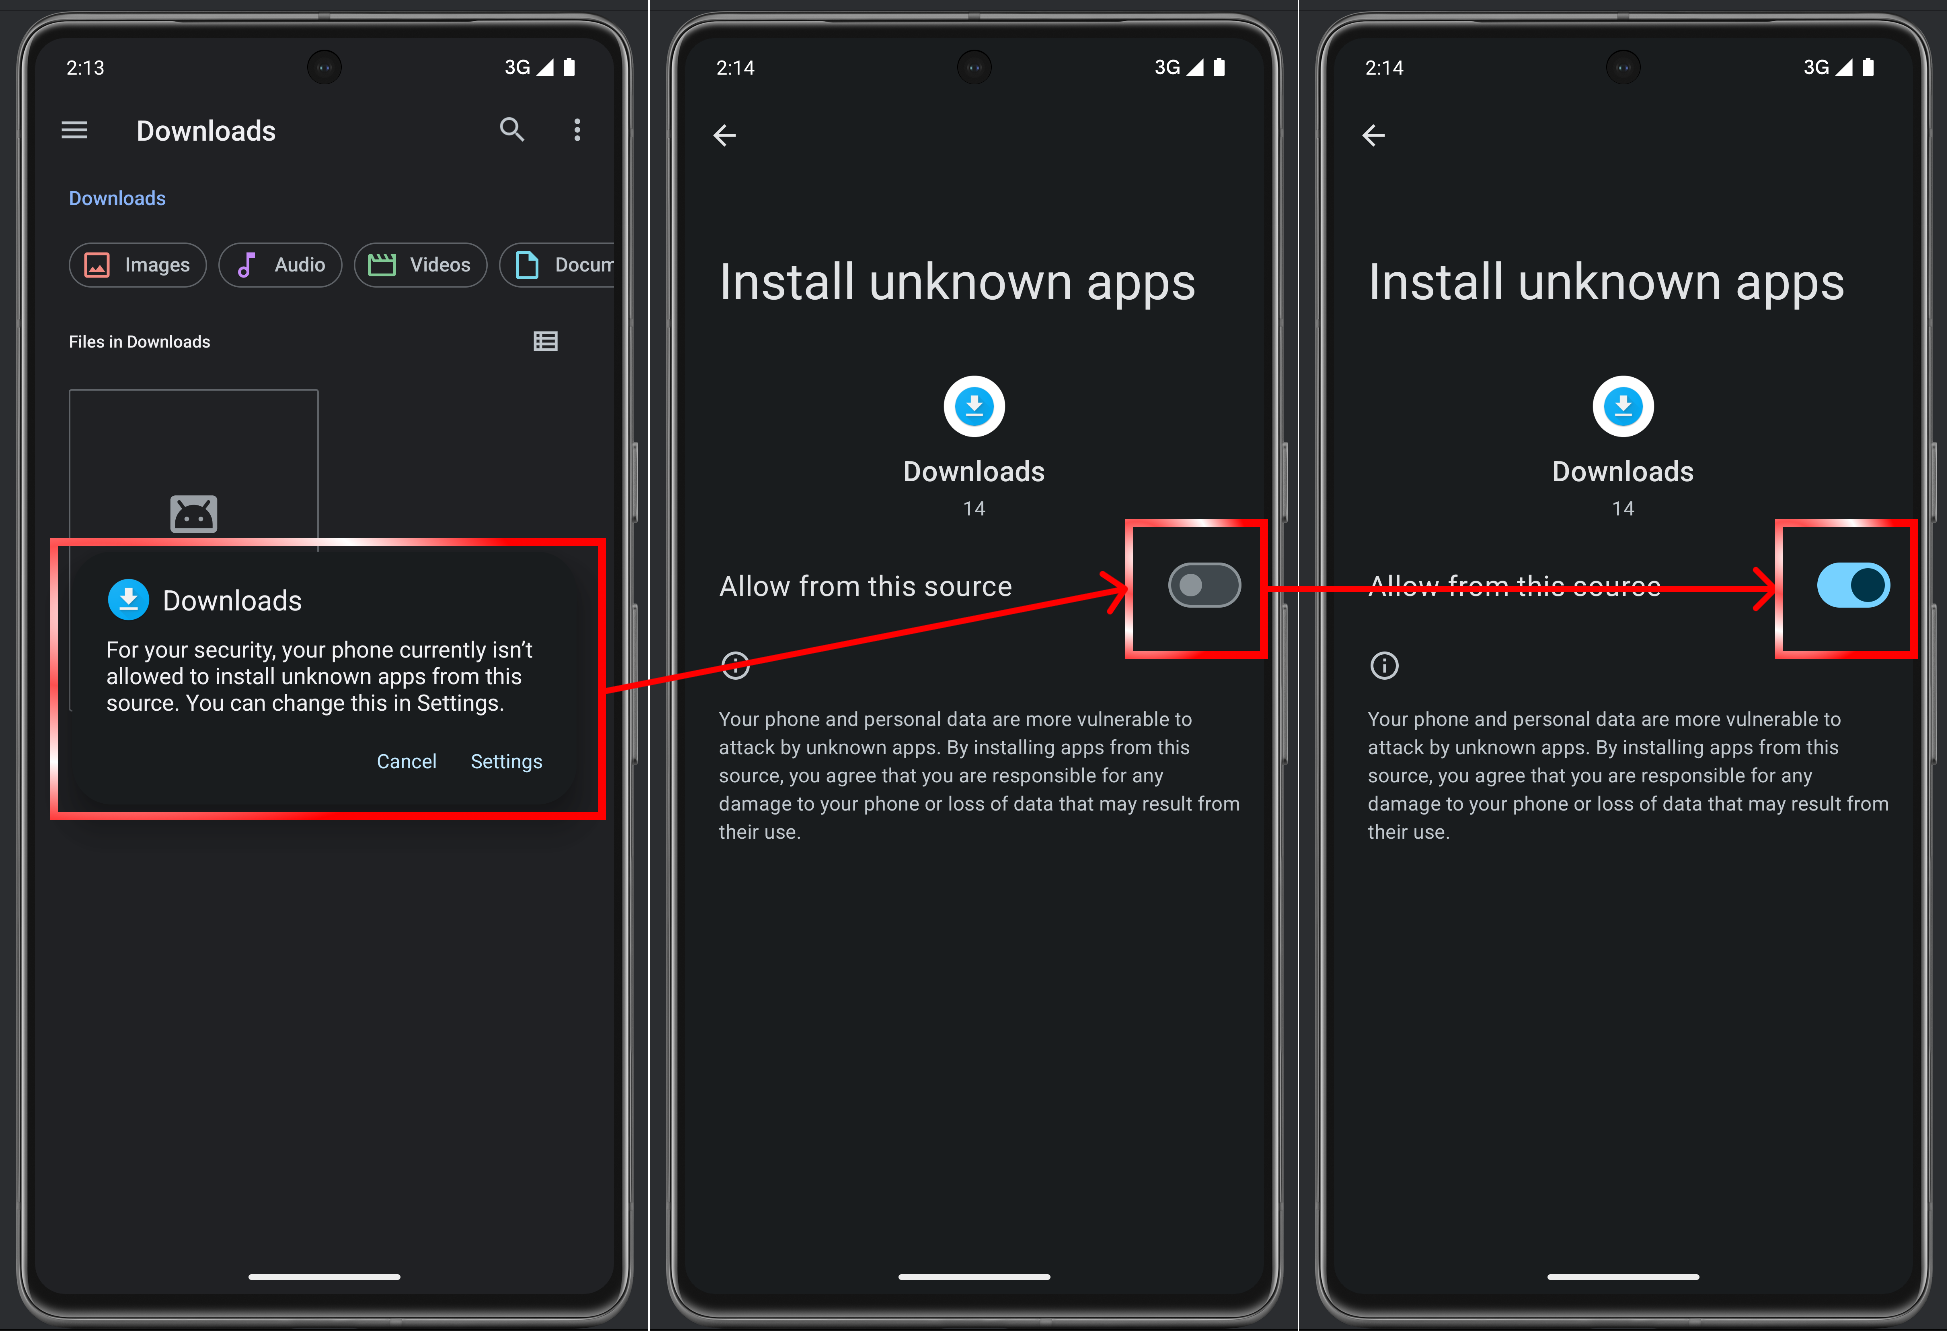 2:13
3G
Downloads
Downloads
Images
Audio
Videos
Docum
Files in Downloads
Downloads
For your security, your phone currently isn’t
allowed to install unknown apps from this
source. You can change this in Settings.
Cancel
Settings
2:14
3G
Install unknown apps
Downloads
14
Allow from this source
Your phone and personal data are more vulnerable to
attack by unknown apps. By installing apps from this
source, you agree that you are responsible for any
damage to your phone or loss of data that may result from
their use.
2:14
3G
Install unknown apps
Downloads
14
Allow from this source
Your phone and personal data are more vulnerable to
attack by unknown apps. By installing apps from this
source, you agree that you are responsible for any
damage to your phone or loss of data that may result from
their use.